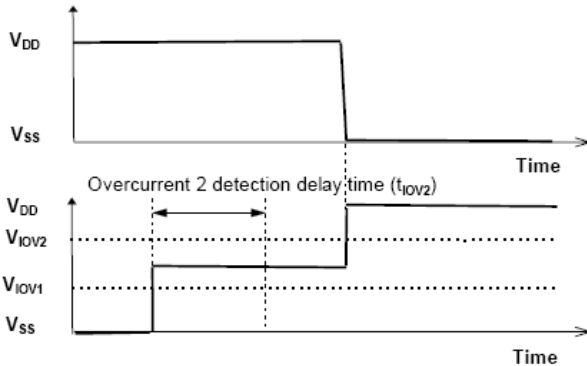 VDD
VSS
Time
Overcurrent 2 detection delay time (tIOV2)
VDD
VIOV2
VIOV1
VSS
Time